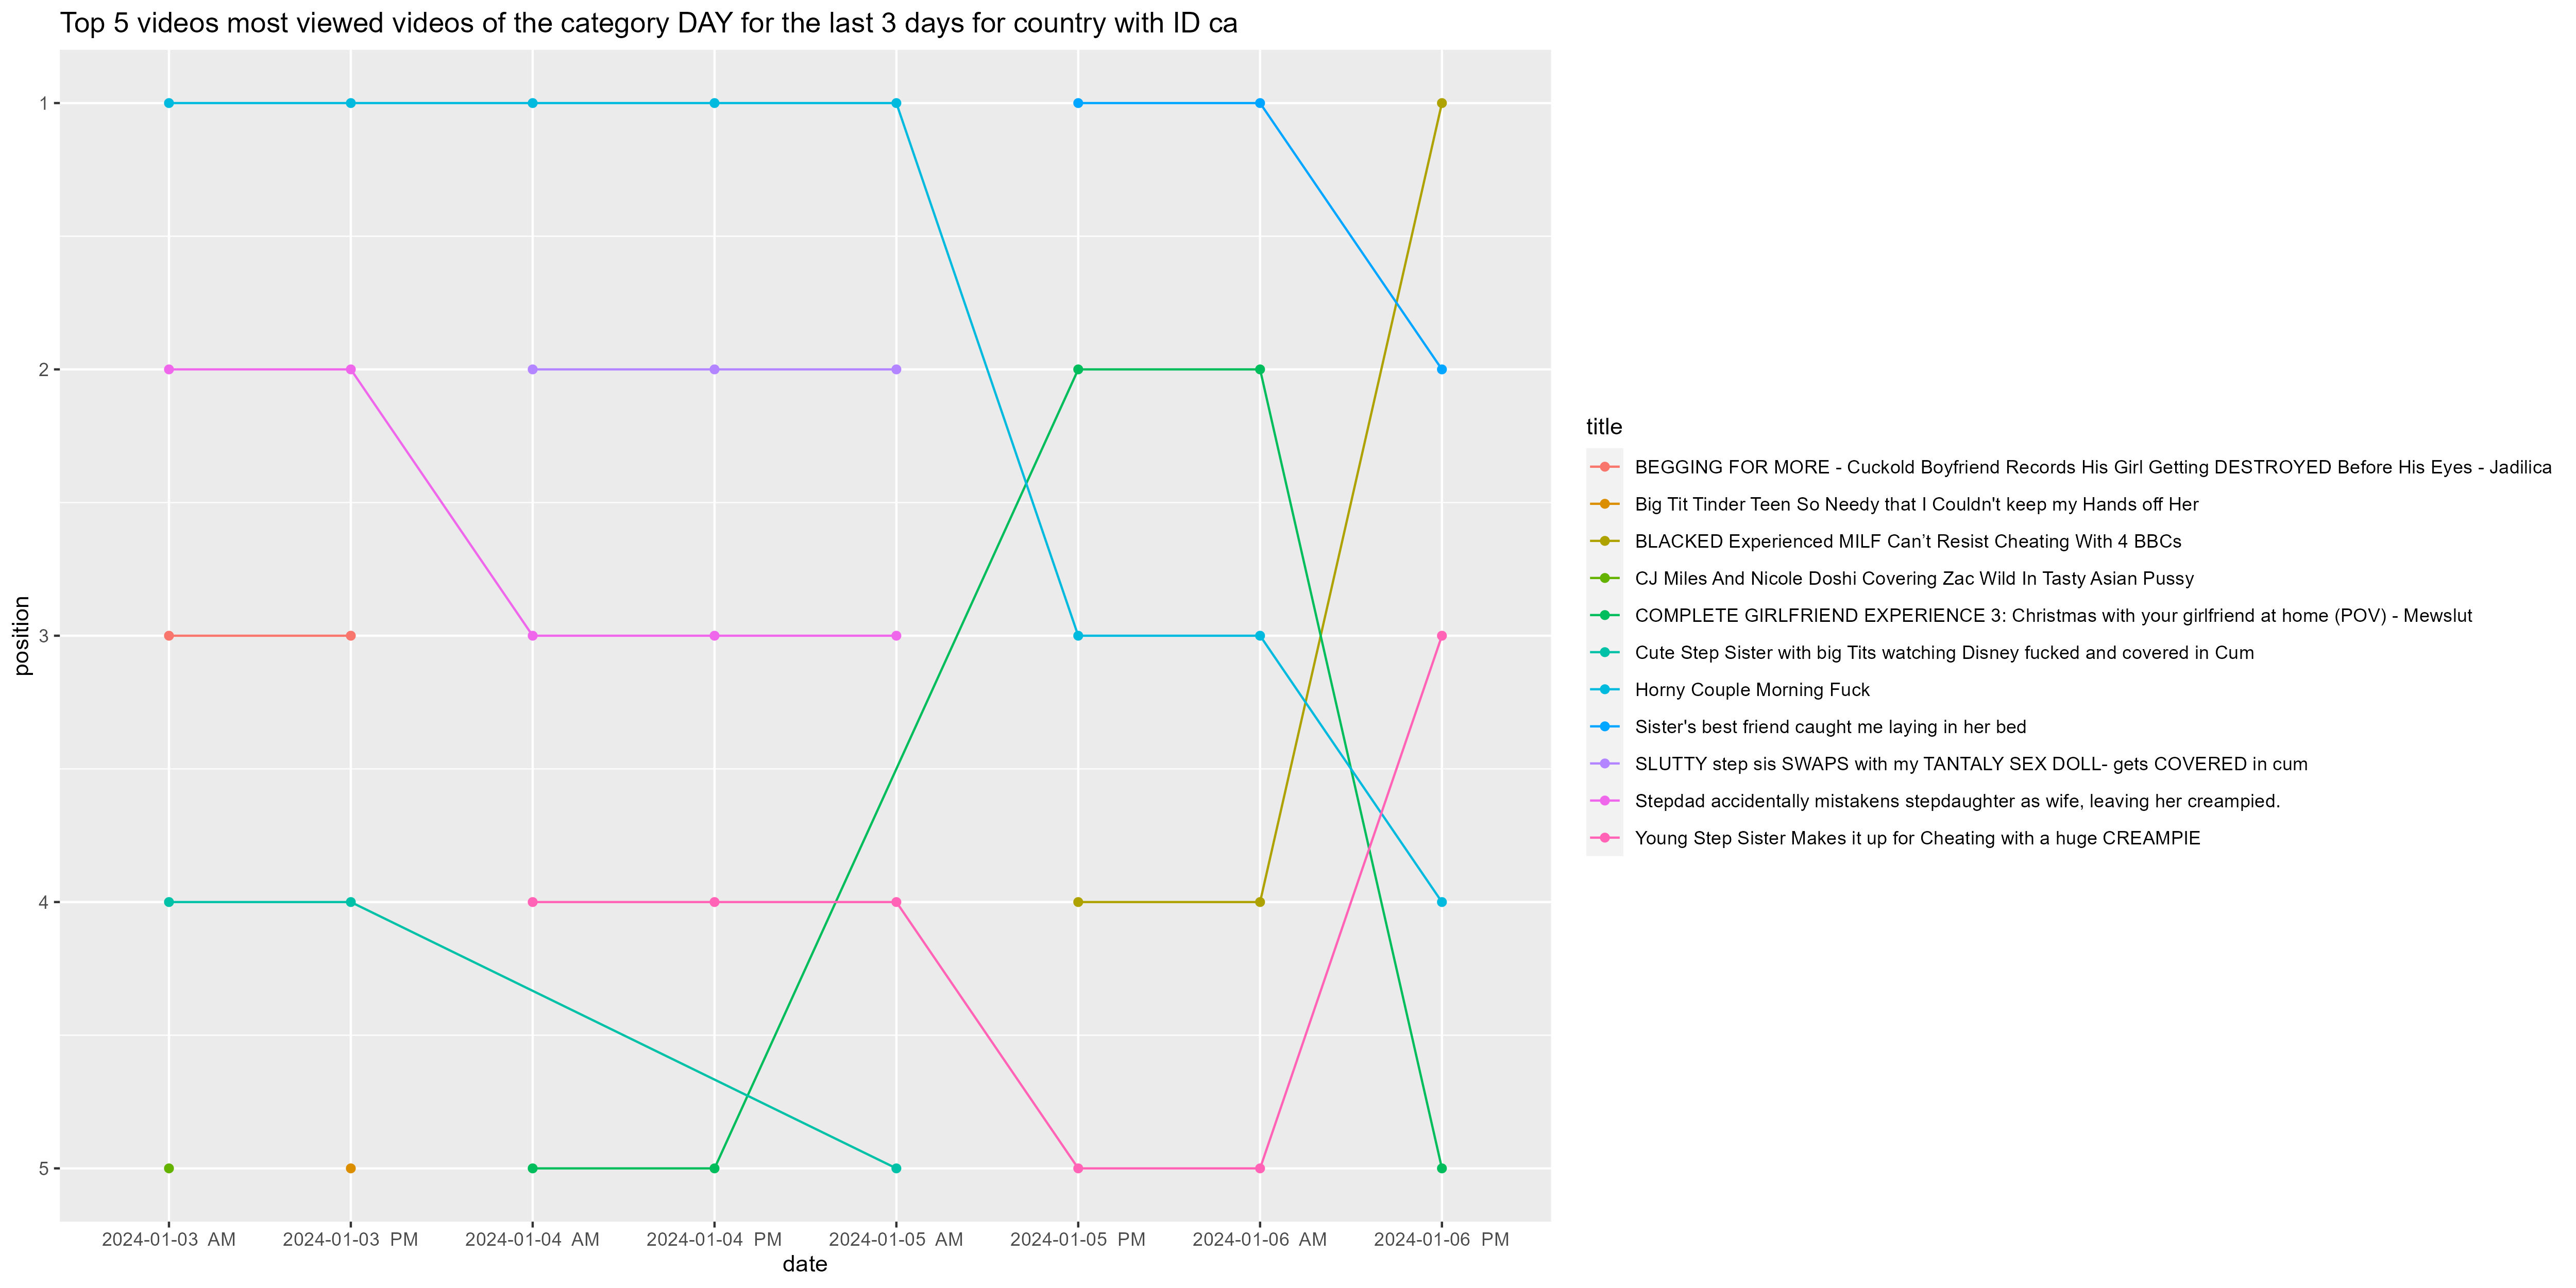 Top 5 videos most viewed videos of the category DAY for the last 3 days for country with ID ca
position
1
2
3
4
5
2024-01-03 AM
2024-01-03 PM
2024-01-04 AM
2024-01-04 PM
2024-01-05 AM
2024-01-05 PM
2024-01-06 AM
2024-01-06 PM
date
title
BEGGING FOR MORE - Cuckold Boyfriend Records His Girl Getting DESTROYED Before His Eyes - Jadilica
Big Tit Tinder Teen So Needy that I Couldn't keep my Hands off Her
BLACKED Experienced MILF Can’t Resist Cheating With 4 BBCs
CJ Miles And Nicole Doshi Covering Zac Wild In Tasty Asian Pussy
COMPLETE GIRLFRIEND EXPERIENCE 3: Christmas with your girlfriend at home (POV) - Mewslut
Cute Step Sister with big Tits watching Disney fucked and covered in Cum
Horny Couple Morning Fuck
Sister's best friend caught me laying in her bed
SLUTTY step sis SWAPS with my TANTALY SEX DOLL- gets COVERED in cum
Stepdad accidentally mistakens stepdaughter as wife, leaving her creampied.
Young Step Sister Makes it up for Cheating with a huge CREAMPIE